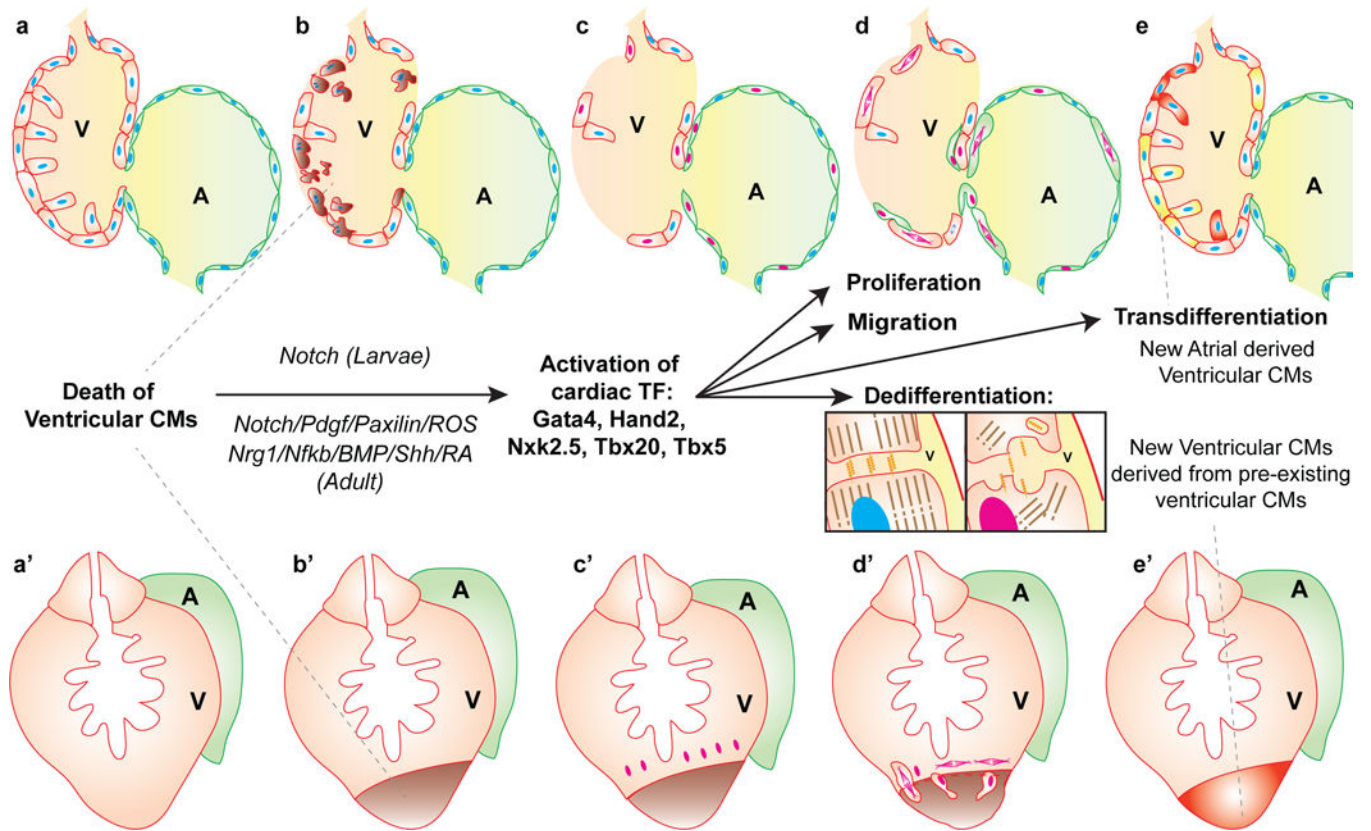 a
b
c
d
e
V
A
V
A
V
A
V
A
V
A
Proliferation
Migration
Notch (Larvae)
Death of
Ventricular CMs
Notch/Pdgf/Paxilin/ROS
Nrg1/Nfkb/BMP/Shh/RA
(Adult)
Activation of
cardiac TF:
Gata4, Hand2,
Nxk2.5, Tbx20, Tbx5
Transdifferentiation
New Atrial derived
Ventricular CMs
Dedifferentiation:
V
V
New Ventricular CMs
derived from pre-existing
ventricular CMs
a'
b'
c'
d'
e'
A
V
A
V
A
V
A
V
A
V